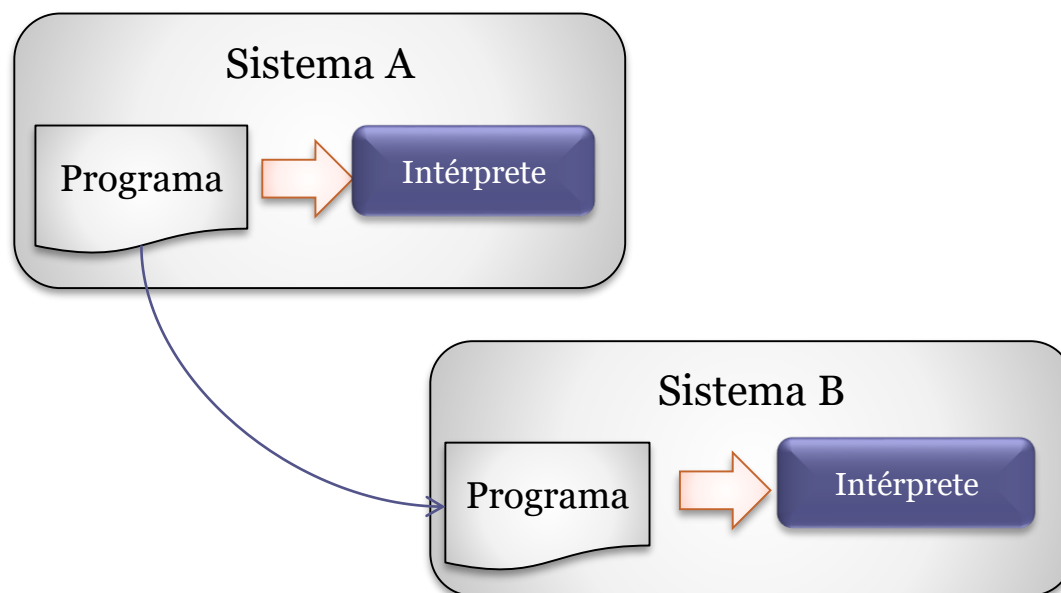 Sistema A
Programa
Intérprete
Sistema B
Programa
Intérprete